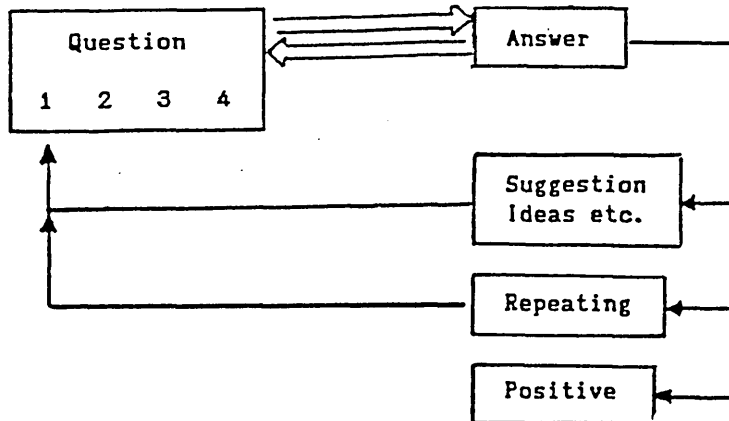 Question
1 2 3 4
Answer
Suggestion
Ideas etc.
Repeating
Positive